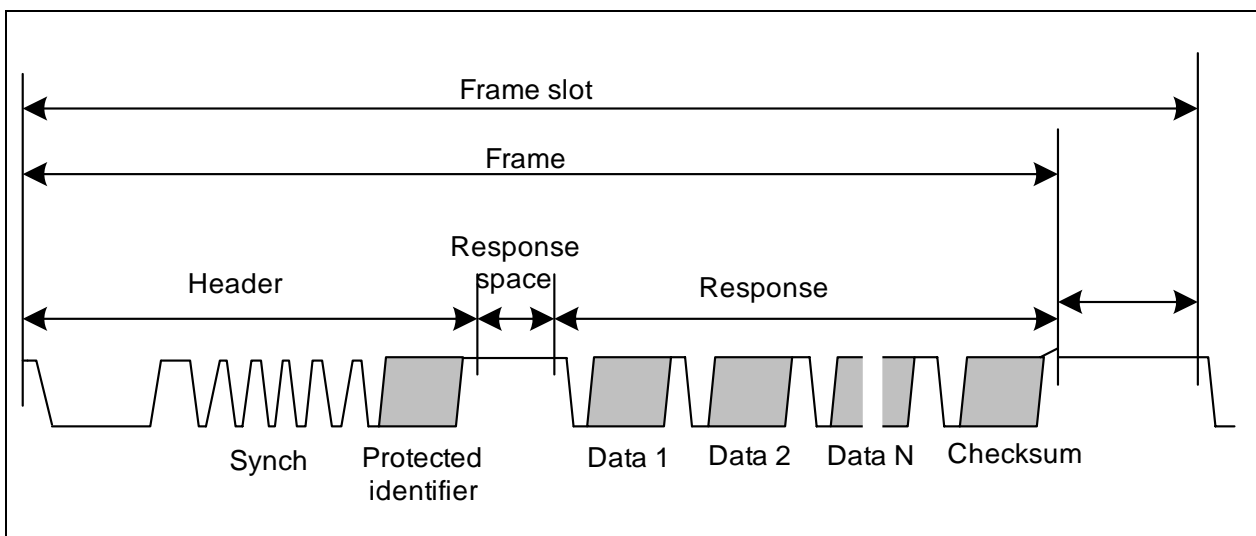 Frame slot
Frame
Response
space
Header
Response
Synch
Protected
identifier
Data 1
Data 2
Data N
Checksum